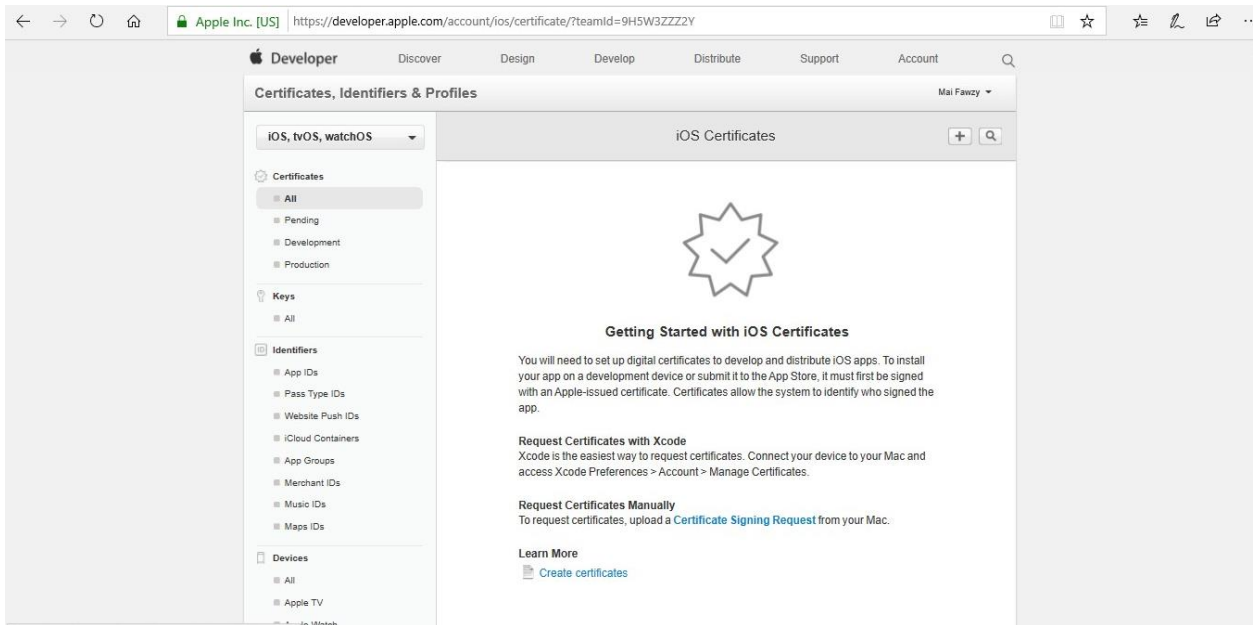 Apple Inc. [US] https://developer.apple.com/account/ios/certificate/?teamId=9H5W3ZZZ2Y
Developer Discover Design Develop Distribute Support Account
Certificates, Identifiers & Profiles Mai Fawzy
iOS, tvOS, watchOS
iOS Certificates
Certificates
All
Pending
Development
Production
Keys
All
ID Identifiers
App IDs
Pass Type IDs
Website Push IDs
iCloud Containers
App Groups
Merchant IDs
Music IDs
Maps IDs
Devices
All
Apple TV
Getting Started with iOS Certificates
You will need to set up digital certificates to develop and distribute iOS apps. To install
your app on a development device or submit it to the App Store, it must first be signed
with an Apple-issued certificate. Certificates allow the system to identify who signed the
app.
Request Certificates with Xcode
Xcode is the easiest way to request certificates. Connect your device to your Mac and
access Xcode Preferences > Account > Manage Certificates.
Request Certificates Manually
To request certificates, upload a Certificate Signing Request from your Mac.
Learn More
Create certificates